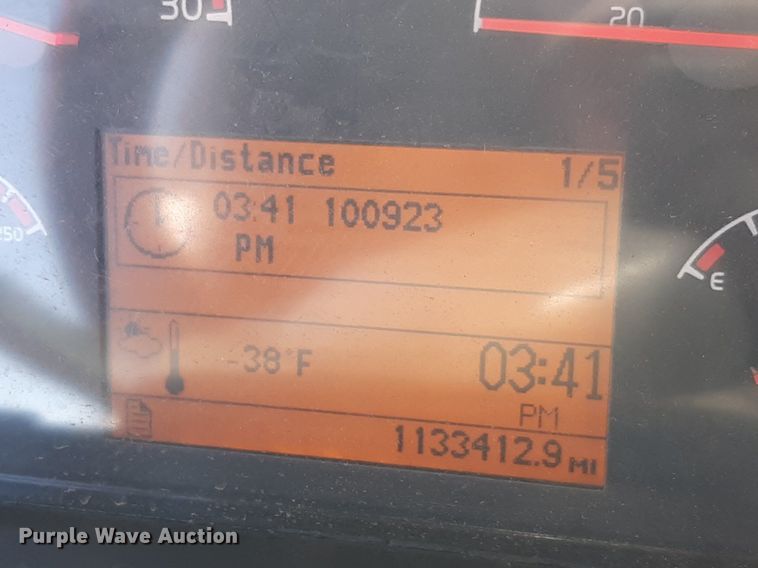 30
20
Time/Distance 1/5
03:41 100923
PM
250
E
-38°F 03:41
PM
1133412.9 MI
Purple Wave Auction